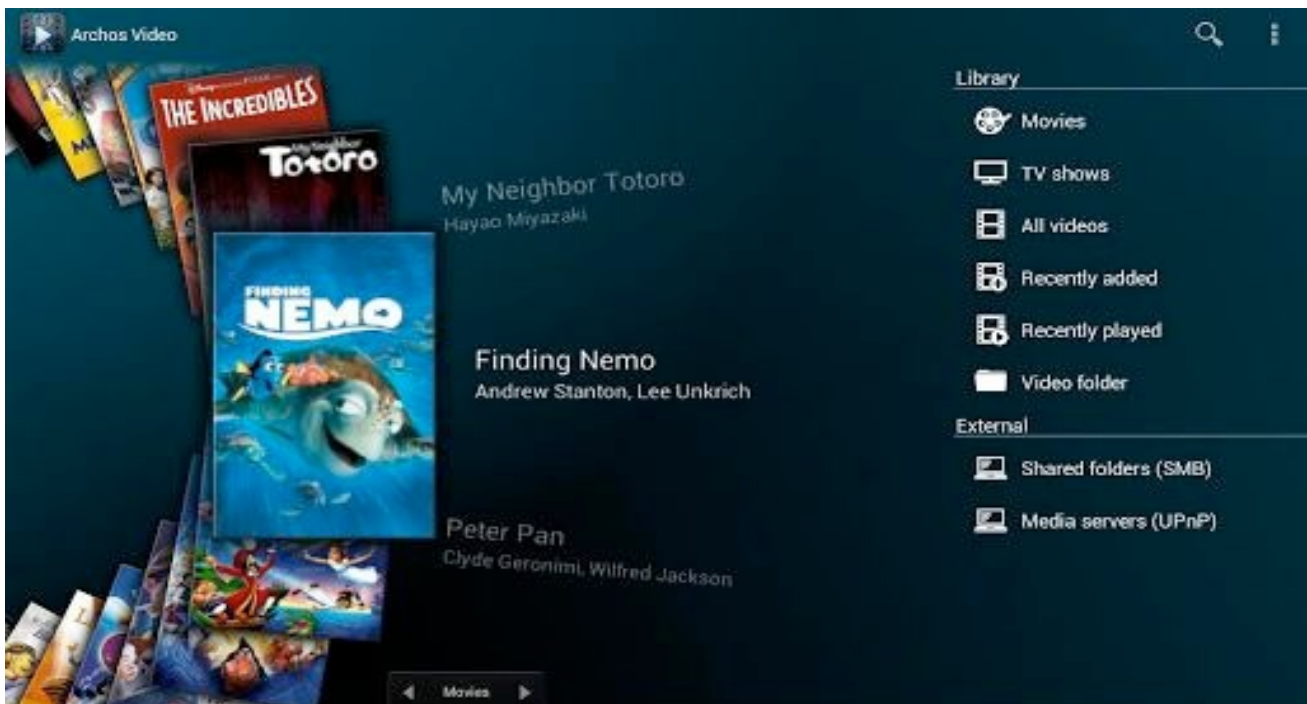 Archos Video
THE INCREDIBLES
My Neighbor
Totoro
My Neighbor Totoro
Hayao Miyazaki
FINDING
NEMO
Finding Nemo
Andrew Stanton, Lee Unkrich
Peter Pan
Clyde Geronimi, Wilfred Jackson
Movies
Library
Movies
TV shows
All videos
Recently added
Recently played
Video folder
External
Shared folders (SMB)
Media servers (UPnP)